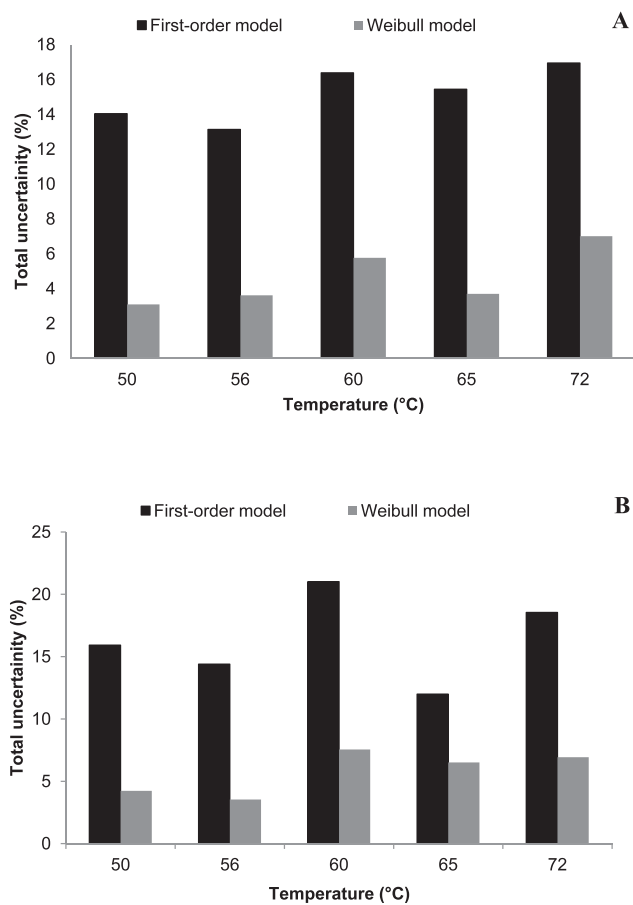 First-order model Weibull model A
18
16
14
12
10
8
6
4
2
0
Total uncertainity (%)
50 56 60 65 72
Temperature (°C)
First-order model Weibull model B
25
20
15
10
5
0
Total uncertainity (%)
50 56 60 65 72
Temperature (°C)